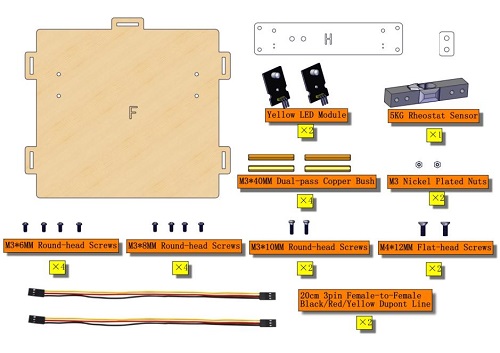 H
F
Yellow LED Module
×2
5KG Rheostat Sensor
×1
M3*40MM Dual-pass Copper Bush
×4
M3 Nickel Plated Nuts
×2
M3*6MM Round-head Screws
×4
M3*8MM Round-head Screws
×4
M3*10MM Round-head Screws
×2
M4*12MM Flat-head Screws
×2
20cm 3pin Female-to-Female
Black/Red/Yellow Dupont Line
×2